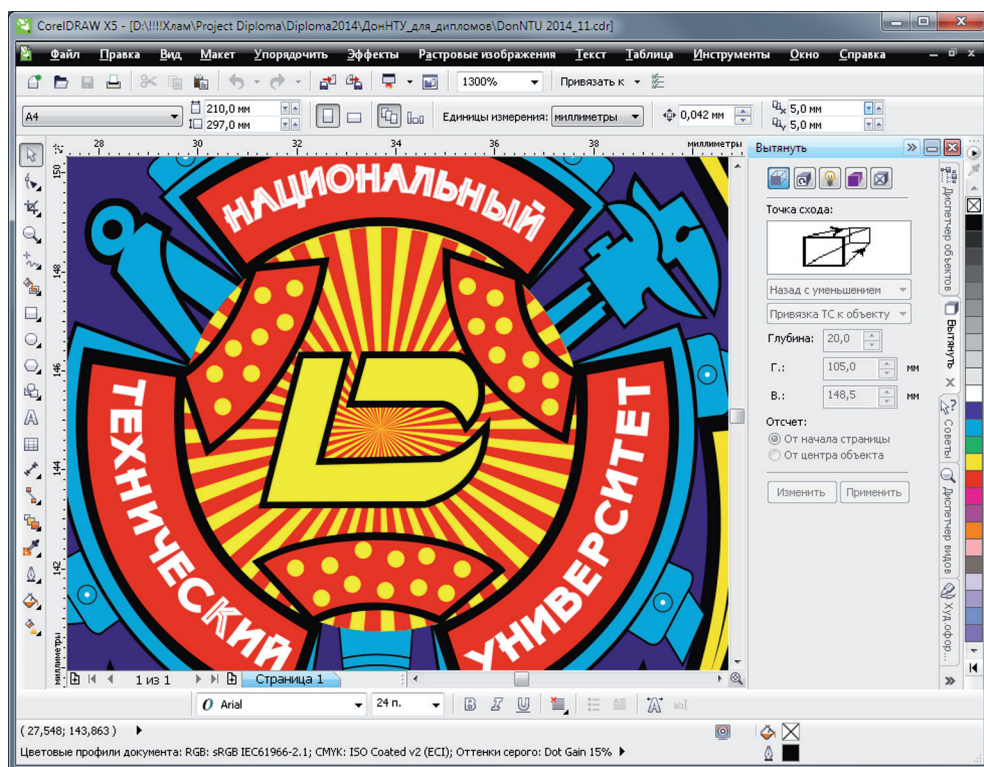 CorelDRAW X5 - [D:\!!!!Хлам\Project Diploma\Diploma2014\ДонНТУ_для_дипломов\DonNTU 2014_11.cdr]
Файл Правка Вид Макет Упорядочить Эффекты Растровые изображения Текст Таблица Инструменты Окно Справка
1300% Привязать к
A4 210,0 мм 297,0 мм Единицы измерения: миллиметры 0,042 мм 5,0 мм 5,0 мм
28 30 32 34 36 38 миллиметры
150
148
146
144
142
миллиметры
НАЦИОНАЛЬНЫЙ
ТЕХНИЧЕСКИЙ
УНИВЕРСИТЕТ
Вытянуть
Точка схода:
Назад с уменьшением
Привязка ТС к объекту
Глубина: 20,0
Г.: 105,0 мм
В.: 148,5 мм
Отсчет:
От начала страницы
От центра объекта
Изменить Применить
Диспетчер объектов
Вытянуть
Советы
Диспетчер видов
Худ.офор...
1 из 1 Страница 1
O Arial 24 п. B I U
A abI
( 27,548; 143,863 )
Цветовые профили документа: RGB: sRGB IEC61966-2.1; CMYK: ISO Coated v2 (ECI); Оттенки серого: Dot Gain 15%